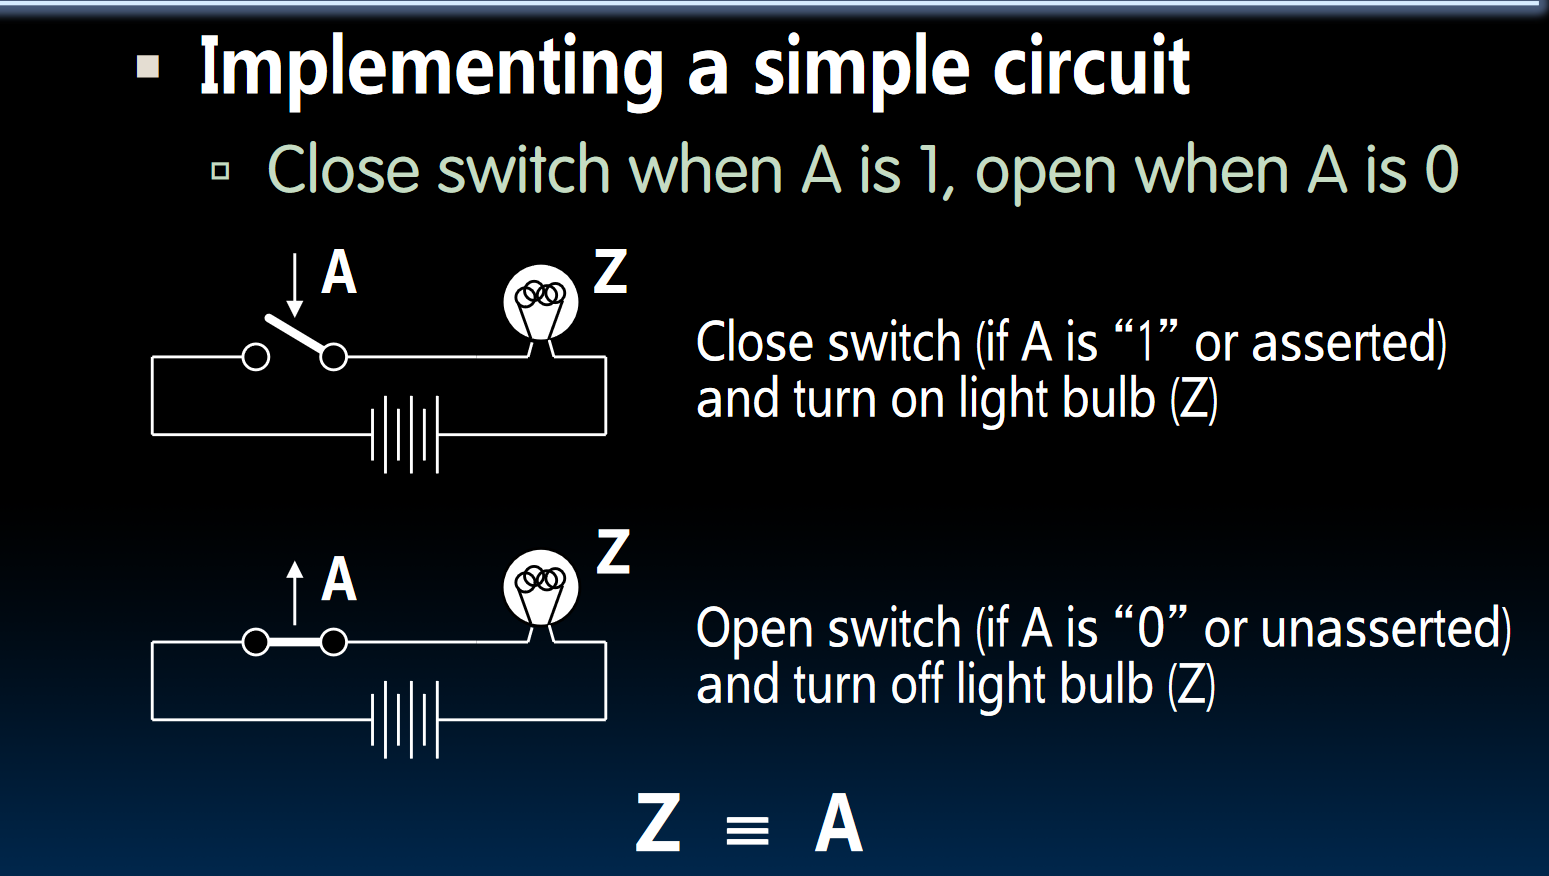 Implementing a simple circuit
Close switch when A is 1, open when A is 0
A
Z
Close switch (if A is “1” or asserted)
and turn on light bulb (Z)
A
Z
Open switch (if A is “0” or unasserted)
and turn off light bulb (Z)
Z ≡ A